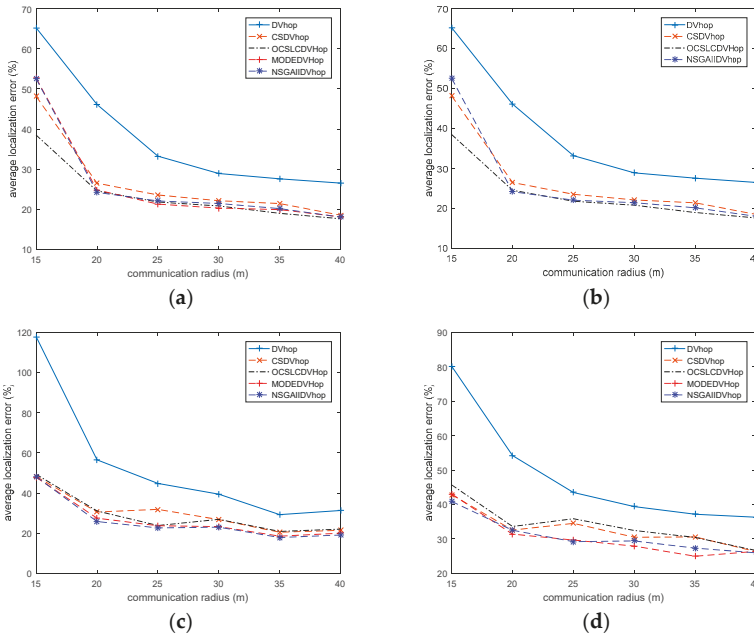 70
60
50
40
30
20
10
15 20 25 30 35 40
average localization error (%)
communication radius (m)
DVhop
CSDVhop
OCSLCDVHop
MODEDVHop
NSGAIIDVhop
(a)
70
60
50
40
30
20
10
15 20 25 30 35 40
average localization error (%)
communication radius (m)
DVhop
CSDVhop
OCSLCDVHop
NSGAIIDVhop
(b)
120
100
80
60
40
20
0
15 20 25 30 35 40
average localization error (%)
communication radius (m)
DVhop
CSDVhop
OCSLCDVHop
MODEDVHop
NSGAIIDVhop
(c)
90
80
70
60
50
40
30
20
15 20 25 30 35 40
average localization error (%)
communication radius (m)
DVhop
CSDVhop
OCSLCDVHop
MODEDVHop
NSGAIIDVhop
(d)